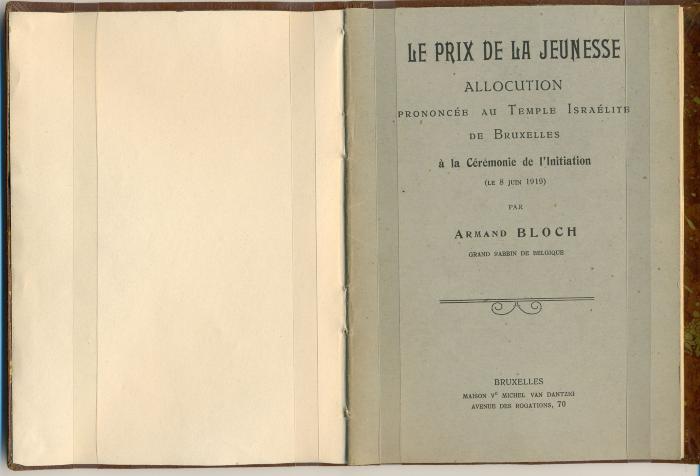 LE PRIX DE LA JEUNESSE
ALLOCUTION
PRONONCÉE AU TEMPLE ISRAÉLITE
DE BRUXELLES
à la Cérémonie de l'Initiation
(LE 8 JUIN 1919)
PAR
ARMAND BLOCH
GRAND RABBIN DE BELGIQUE
BRUXELLES
MAISON Vᵉ MICHEL VAN DANTZIG
AVENUE DES ROGATIONS, 70